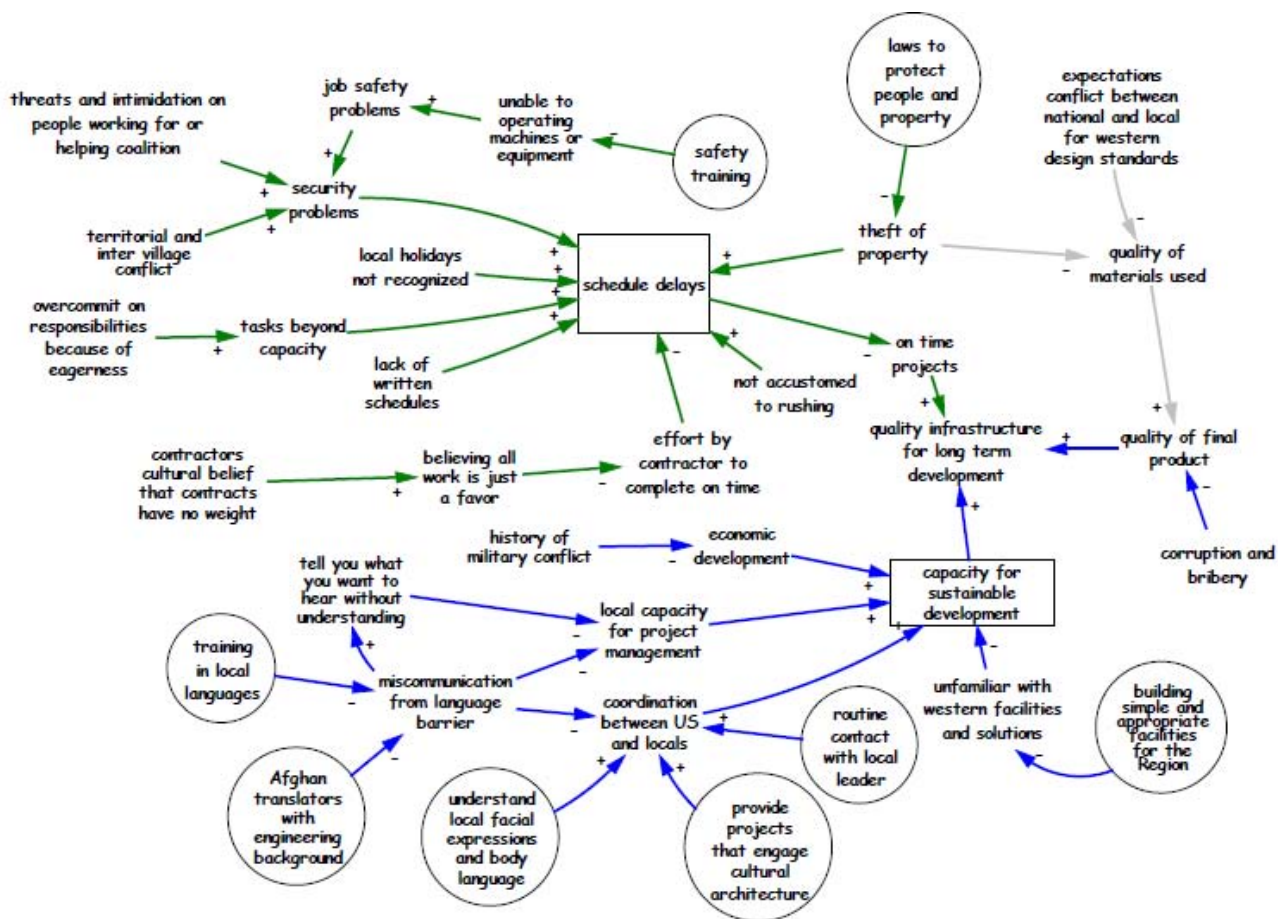 laws to
protect
people and
property
expectations
conflict between
national and local
for western
design standards
job safety
problems
threats and intimidation on
people working for or
helping coalition
unable to
operating
machines or
equipment
safety
training
security
problems
territorial and
inter village
conflict
local holidays
not recognized
schedule delays
theft of
property
quality of
materials used
overcommit on
responsibilities
because of
eagerness
tasks beyond
capacity
lack of
written
schedules
not accustomed
to rushing
on time
projects
contractors
cultural belief
that contracts
have no weight
believing all
work is just
a favor
effort by
contractor to
complete on time
quality infrastructure
for long term
development
quality of final
product
corruption and
bribery
history of
military conflict
economic
development
capacity for
sustainable
development
tell you what
you want to
hear without
understanding
local capacity
for project
management
training
in local
languages
miscommunication
from language
barrier
coordination
between US
and locals
routine
contact
with local
leader
unfamiliar with
western facilities
and solutions
building
simple and
appropriate
facilities
for the
Region
Afghan
translators
with
engineering
background
understand
local facial
expressions
and body
language
provide
projects
that engage
cultural
architecture